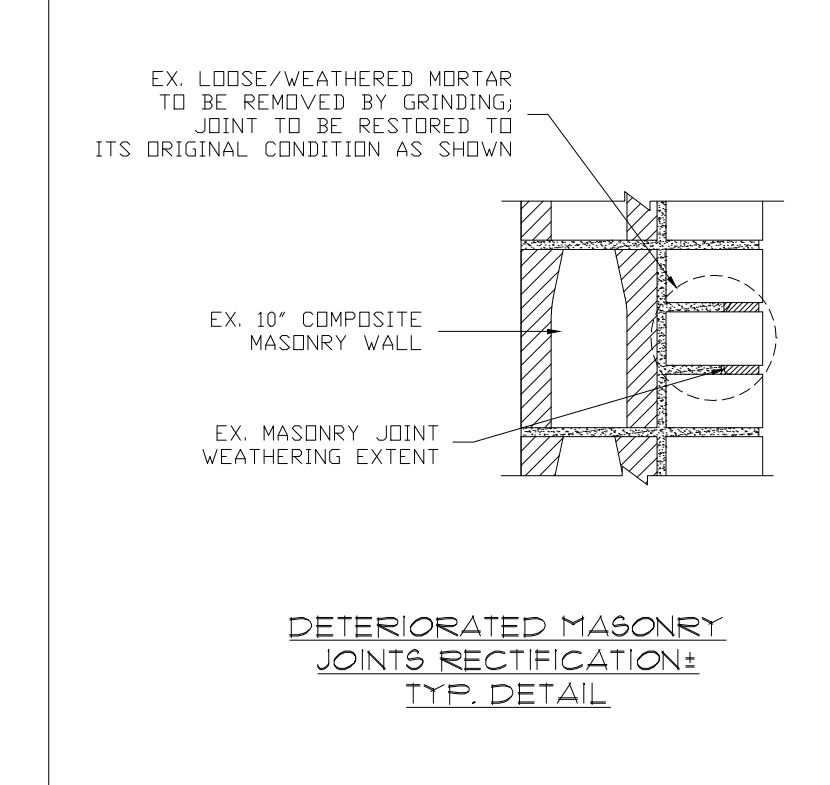 EX. LOOSE/WEATHERED MORTAR
TO BE REMOVED BY GRINDING;
JOINT TO BE RESTORED TO
ITS ORIGINAL CONDITION AS SHOWN
EX. 10" COMPOSITE
MASONRY WALL
EX. MASONRY JOINT
WEATHERING EXTENT
DETERIORATED MASONRY
JOINTS RECTIFICATION±
TYP. DETAIL